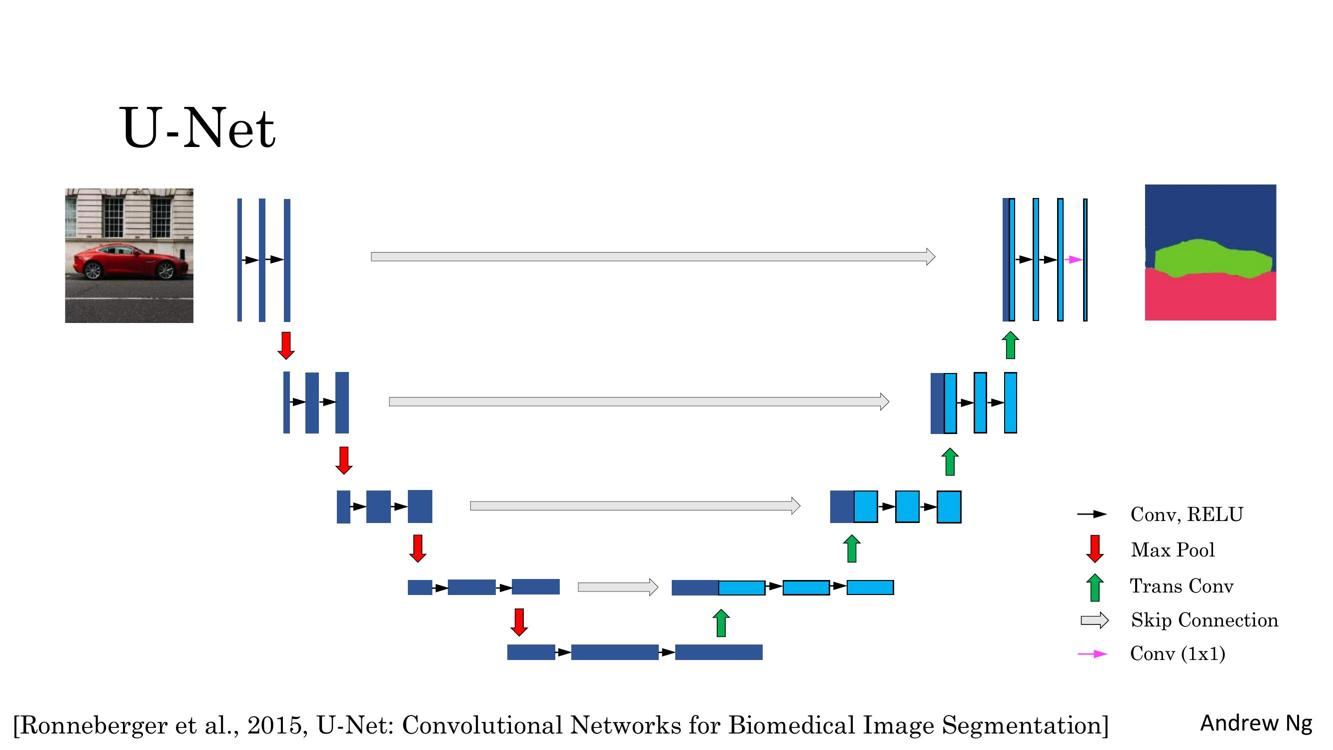 U-Net
Conv, RELU
Max Pool
Trans Conv
Skip Connection
Conv (1x1)
[Ronneberger et al., 2015, U-Net: Convolutional Networks for Biomedical Image Segmentation]
Andrew Ng